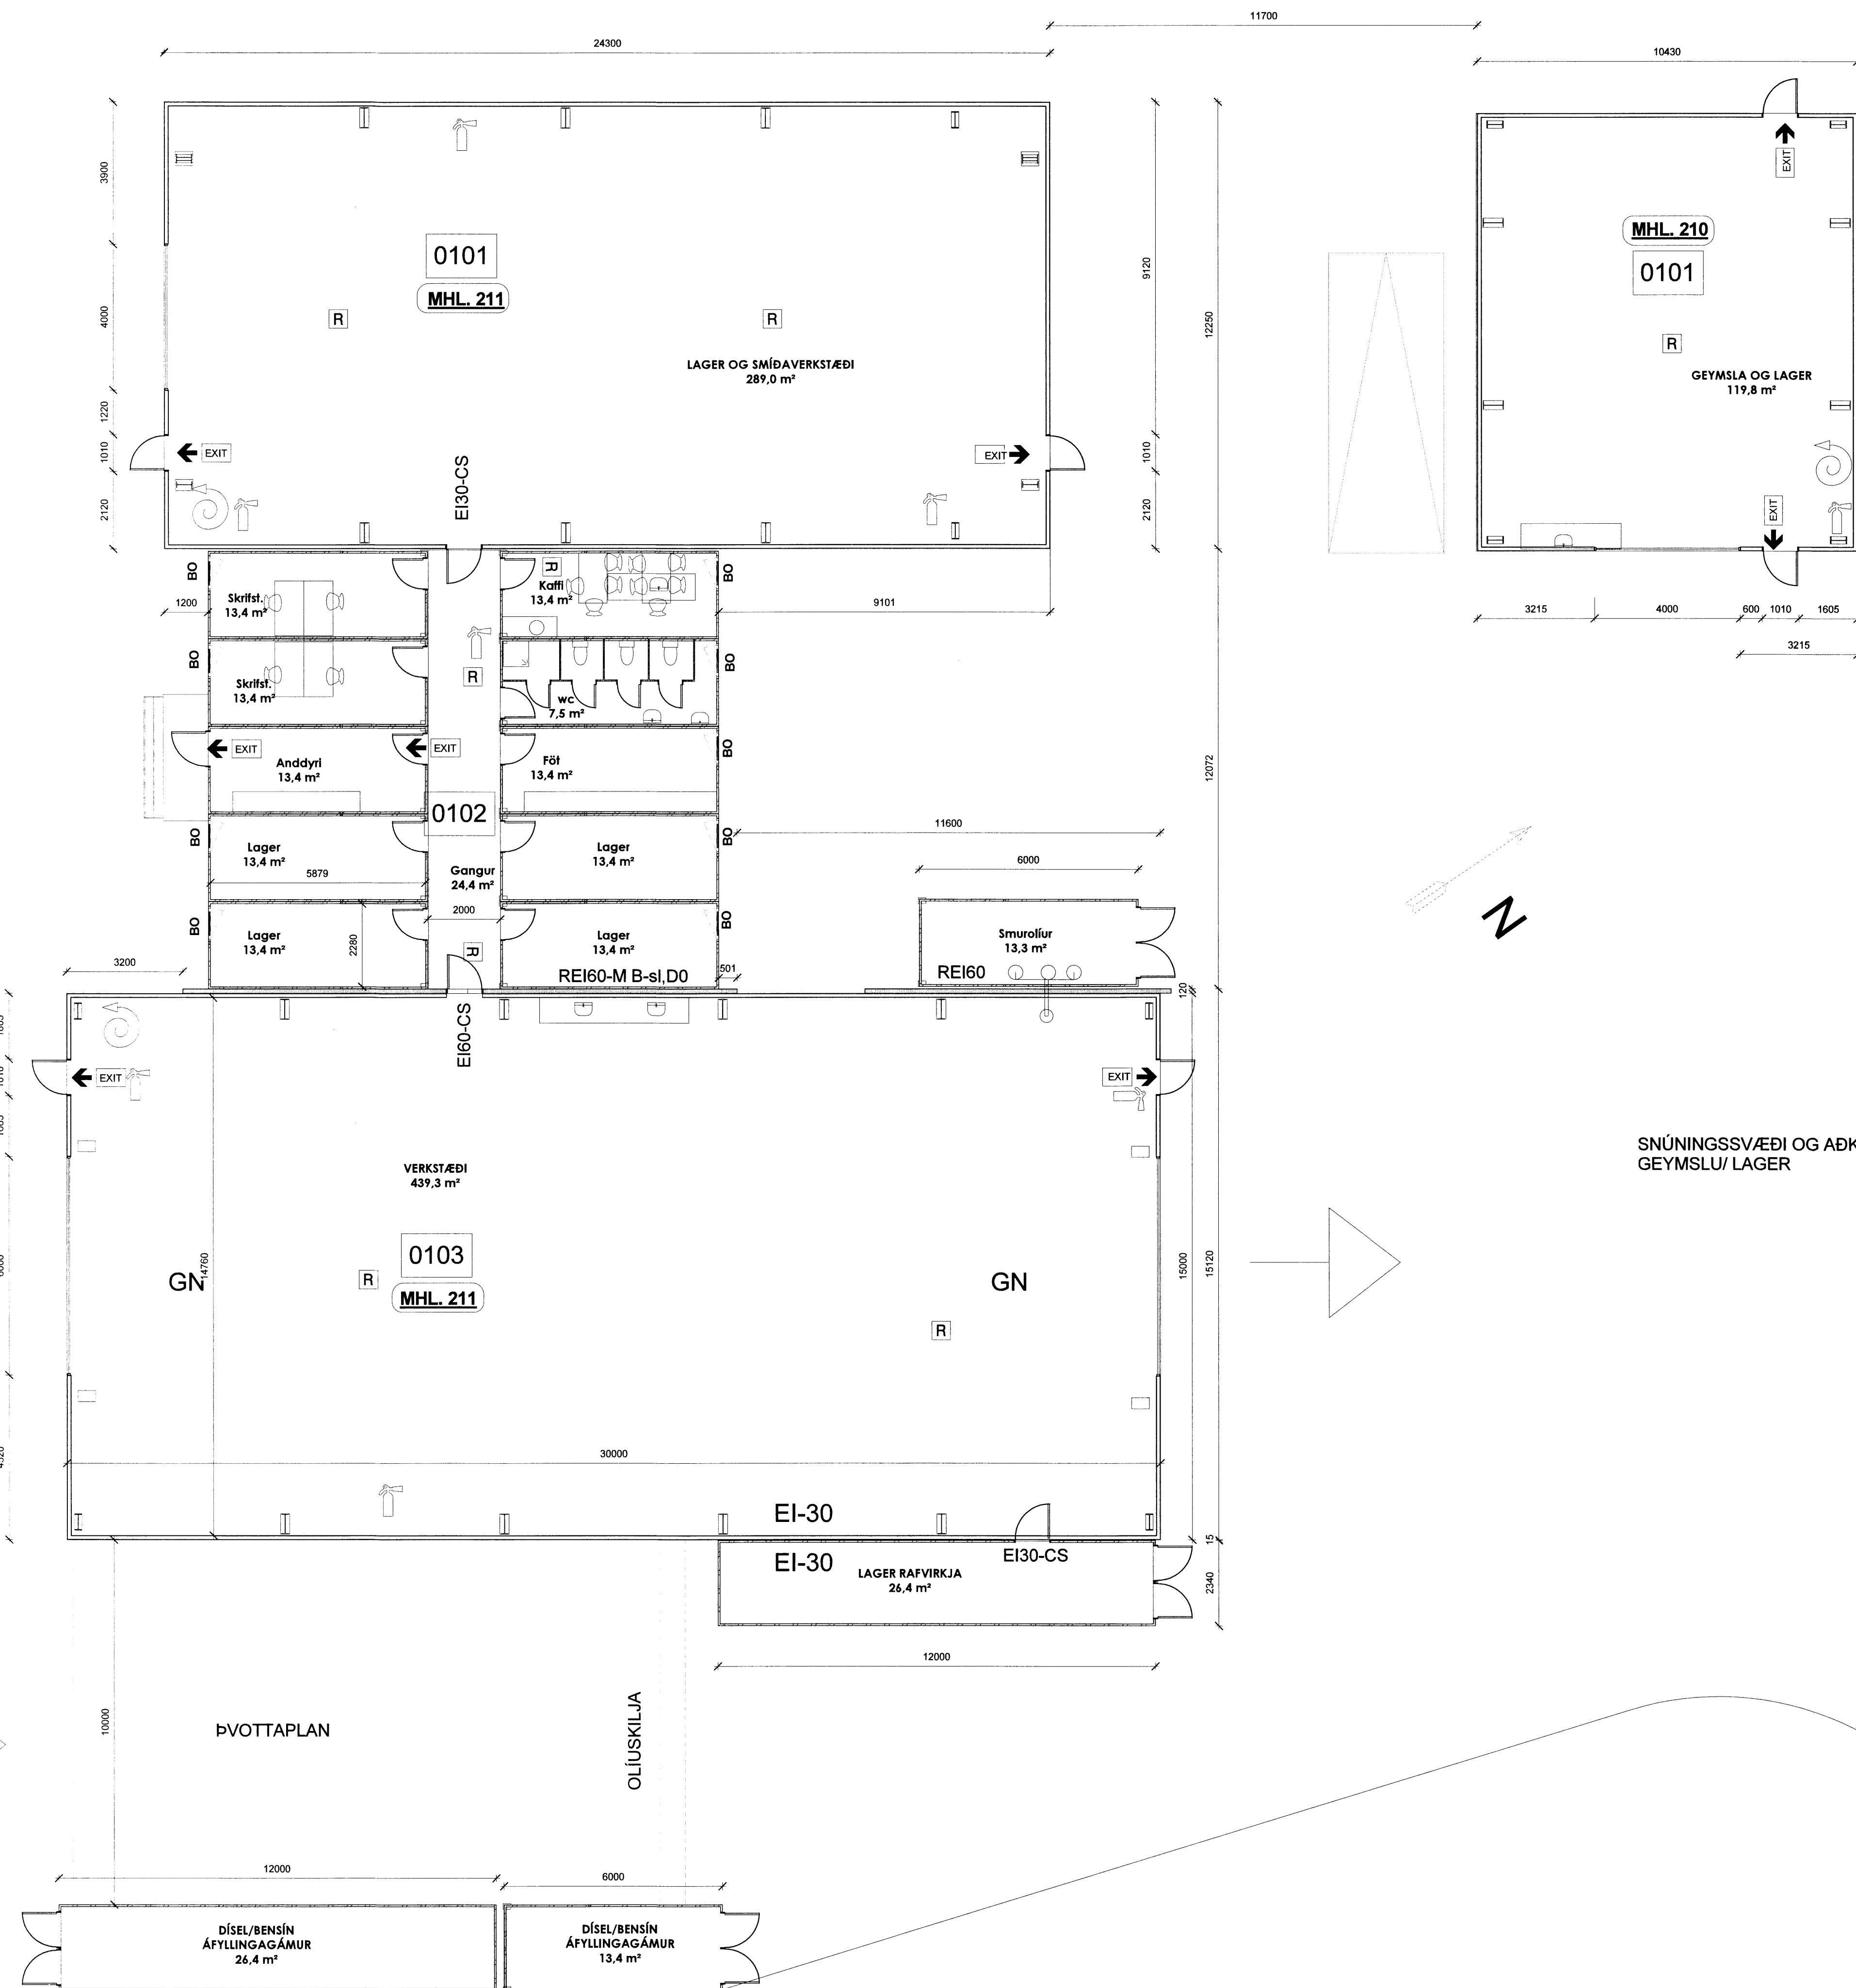 11700
24300
10430
3900
4000
1220
1010
2120
0101
MHL. 211
R
R
LAGER OG SMÍÐAVERKSTÆÐI
289,0 m²
EXIT
EXIT
EI30-CS
9120
1010
2120
12250
EXIT
MHL. 210
0101
R
GEYMSLA OG LAGER
119,8 m²
EXIT
3215
4000
600
1010
1605
3215
1200
9101
BO
Skrifst.
13,4 m²
R
Kaffi
13,4 m²
BO
BO
Skrifst.
13,4 m²
R
wc
7,5 m²
BO
EXIT
Anddyri
13,4 m²
EXIT
Föt
13,4 m²
BO
12072
0102
BO
Lager
13,4 m²
5879
Gangur
24,4 m²
Lager
13,4 m²
BO
11600
6000
2000
BO
Lager
13,4 m²
2280
R
Lager
13,4 m²
BO
REI60-M B-sl,D0
501
Smurolíur
13,3 m²
REI60
N
3200
120
EI60-CS
EXIT
EXIT
VERKSTÆÐI
439,3 m²
0103
MHL. 211
GN
14760
R
GN
R
15000
15120
SNÚNINGSSVÆÐI OG AÐK
GEYMSLU/ LAGER
30000
EI-30
EI-30
EI30-CS
LAGER RAFVIRKJA
26,4 m²
15
2340
12000
10000
ÞVOTTAPLAN
OLÍUSKILJA
12000
6000
DÍSEL/BENSÍN
ÁFYLLINGAGÁMUR
26,4 m²
DÍSEL/BENSÍN
ÁFYLLINGAGÁMUR
13,4 m²